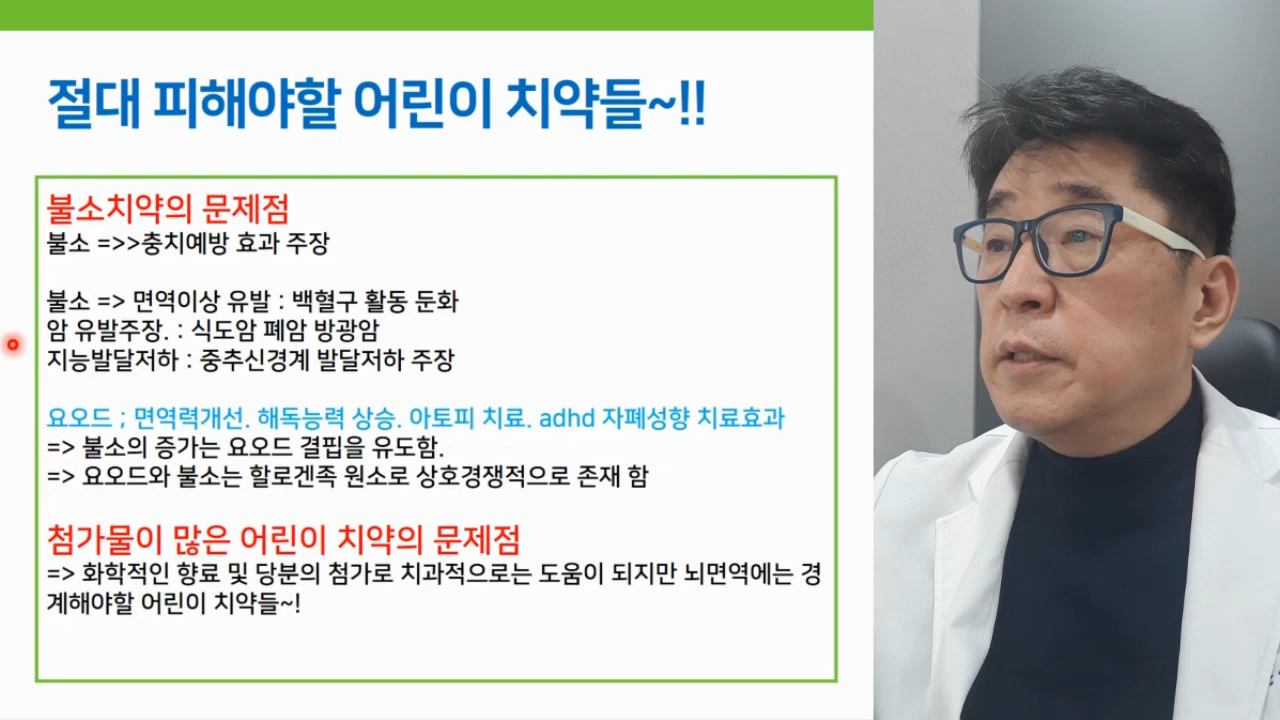 절대 피해야할 어린이 치약들~!!
불소치약의 문제점
불소 =>>충치예방 효과 주장
불소 => 면역이상 유발 : 백혈구 활동 둔화
암 유발주장. : 식도암 폐암 방광암
지능발달저하 : 중추신경계 발달저하 주장
요오드 ; 면역력개선. 해독능력 상승. 아토피 치료. adhd 자폐성향 치료효과
=> 불소의 증가는 요오드 결핍을 유도함.
=> 요오드와 불소는 할로겐족 원소로 상호경쟁적으로 존재 함
첨가물이 많은 어린이 치약의 문제점
=> 화학적인 향료 및 당분의 첨가로 치과적으로는 도움이 되지만 뇌면역에는 경
계해야할 어린이 치약들~!